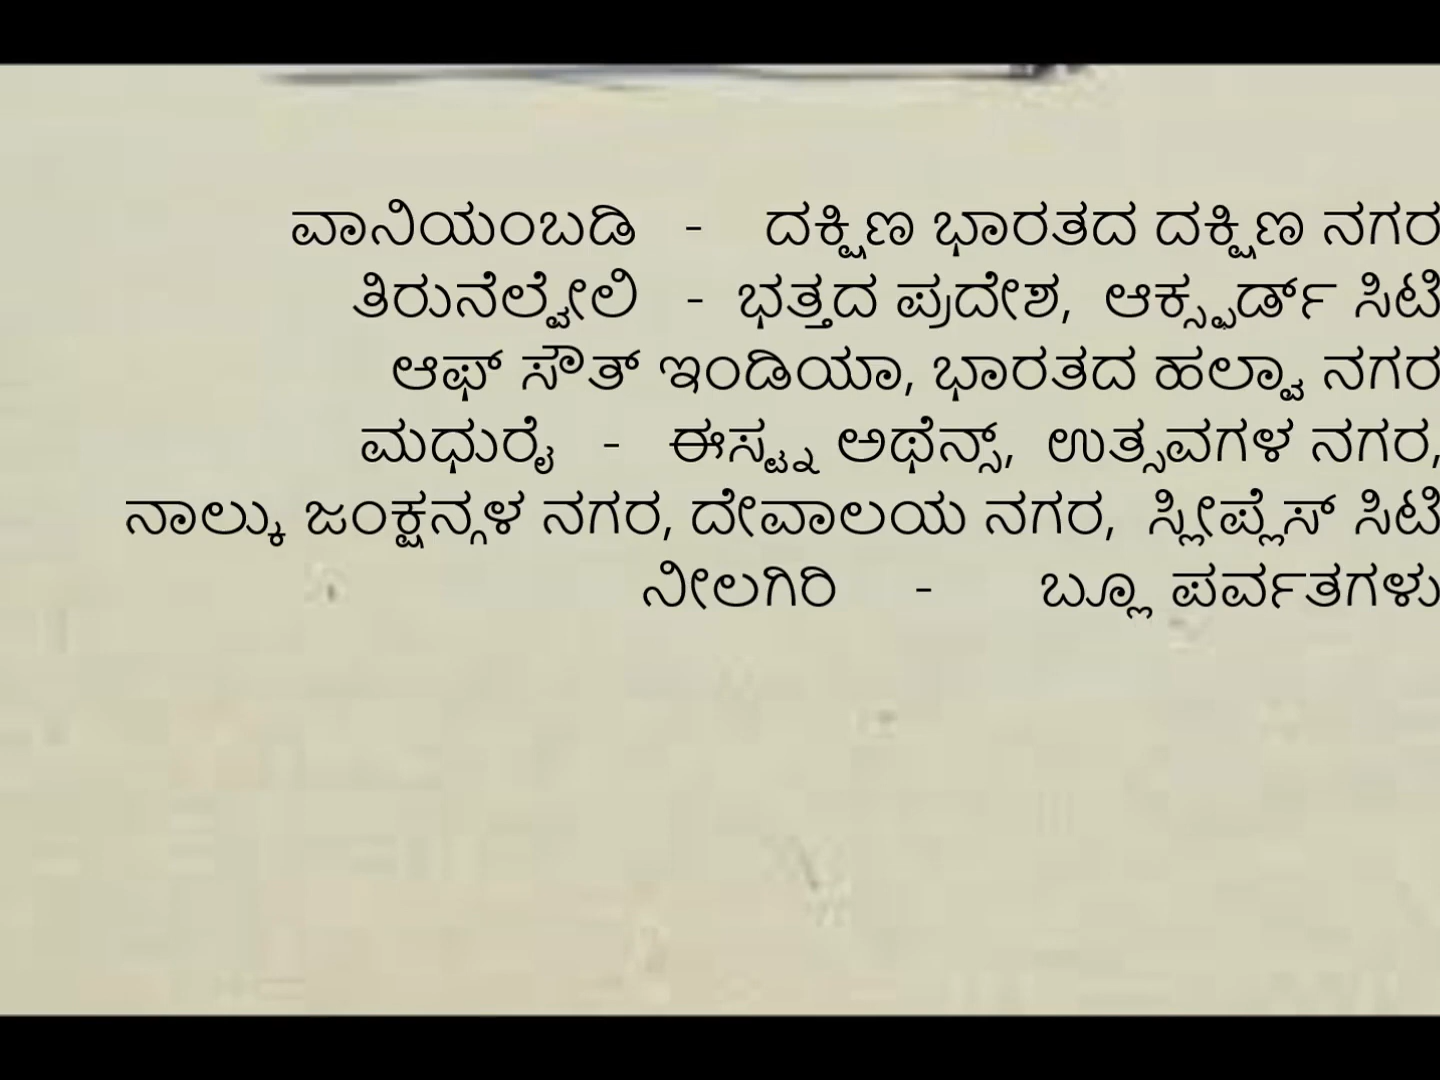 ವಾನಿಯಂಬಡಿ - ದಕ್ಷಿಣ ಭಾರತದ ದಕ್ಷಿಣ ನಗರ
ತಿರುನೆಲ್ವೇಲಿ - ಭತ್ತದ ಪ್ರದೇಶ, ಆಕ್ಸ್ಫರ್ಡ್ ಸಿಟಿ
ಆಫ್ ಸೌತ್ ಇಂಡಿಯಾ, ಭಾರತದ ಹಲ್ವಾ ನಗರ
ಮಧುರೈ - ಈಸ್ಟ್ನ ಅಥೆನ್ಸ್, ಉತ್ಸವಗಳ ನಗರ,
ನಾಲ್ಕು ಜಂಕ್ಷನ್ಗಳ ನಗರ, ದೇವಾಲಯ ನಗರ, ಸ್ಲೀಪ್ಲೆಸ್ ಸಿಟಿ
ನೀಲಗಿರಿ - ಬ್ಲೂ ಪರ್ವತಗಳು